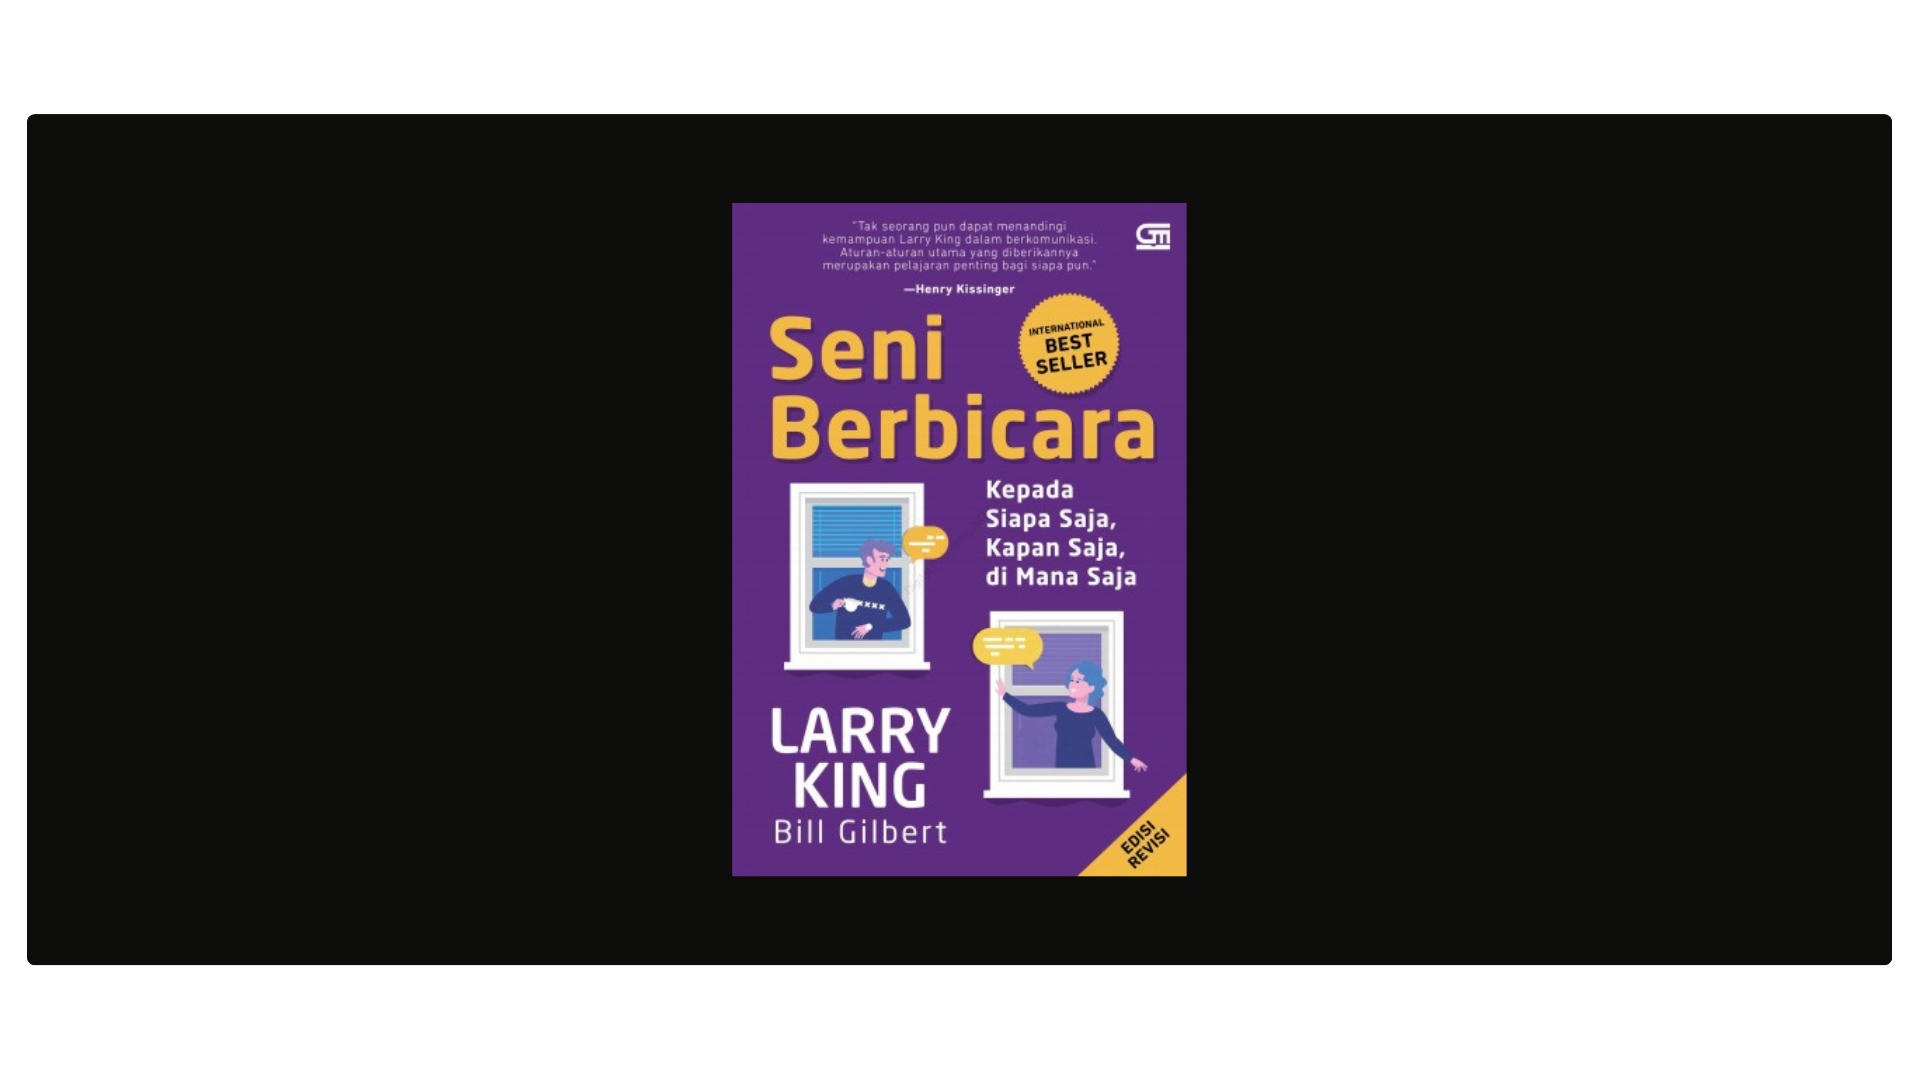 "Tak seorang pun dapat menandingi
kemampuan Larry King dalam berkomunikasi.
Aturan-aturan utama yang diberikannya
merupakan pelajaran penting bagi siapa pun."
—Henry Kissinger
GM
INTERNATIONAL
BEST
SELLER
Seni
Berbicara
Kepada
Siapa Saja,
Kapan Saja,
di Mana Saja
LARRY
KING
Bill Gilbert
EDISI
REVISI